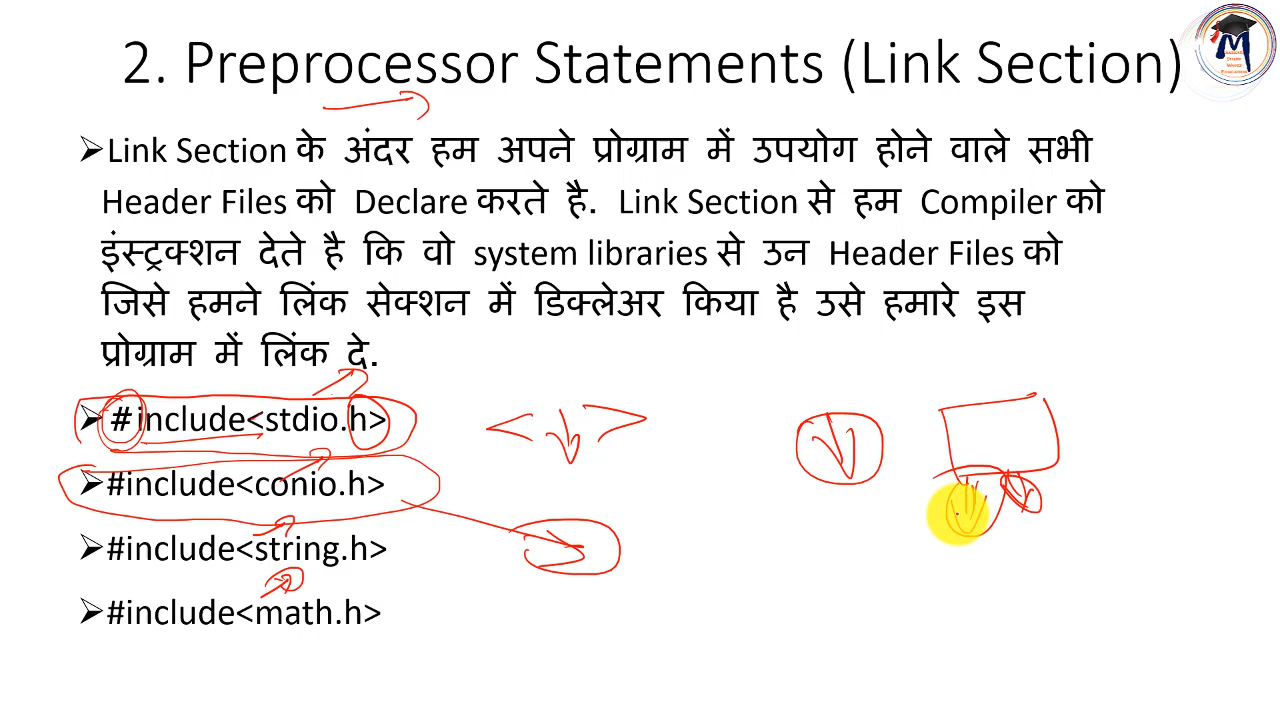 2. Preprocessor Statements (Link Section)
Link Section के अंदर हम अपने प्रोग्राम में उपयोग होने वाले सभी
Header Files को Declare करते है. Link Section से हम Compiler को
इंस्ट्रक्शन देते है कि वो system libraries से उन Header Files को
जिसे हमने लिंक सेक्शन में डिक्लेअर किया है उसे हमारे इस
प्रोग्राम में लिंक दे.
#include<stdio.h>
#include<conio.h>
#include<string.h>
#include<math.h>